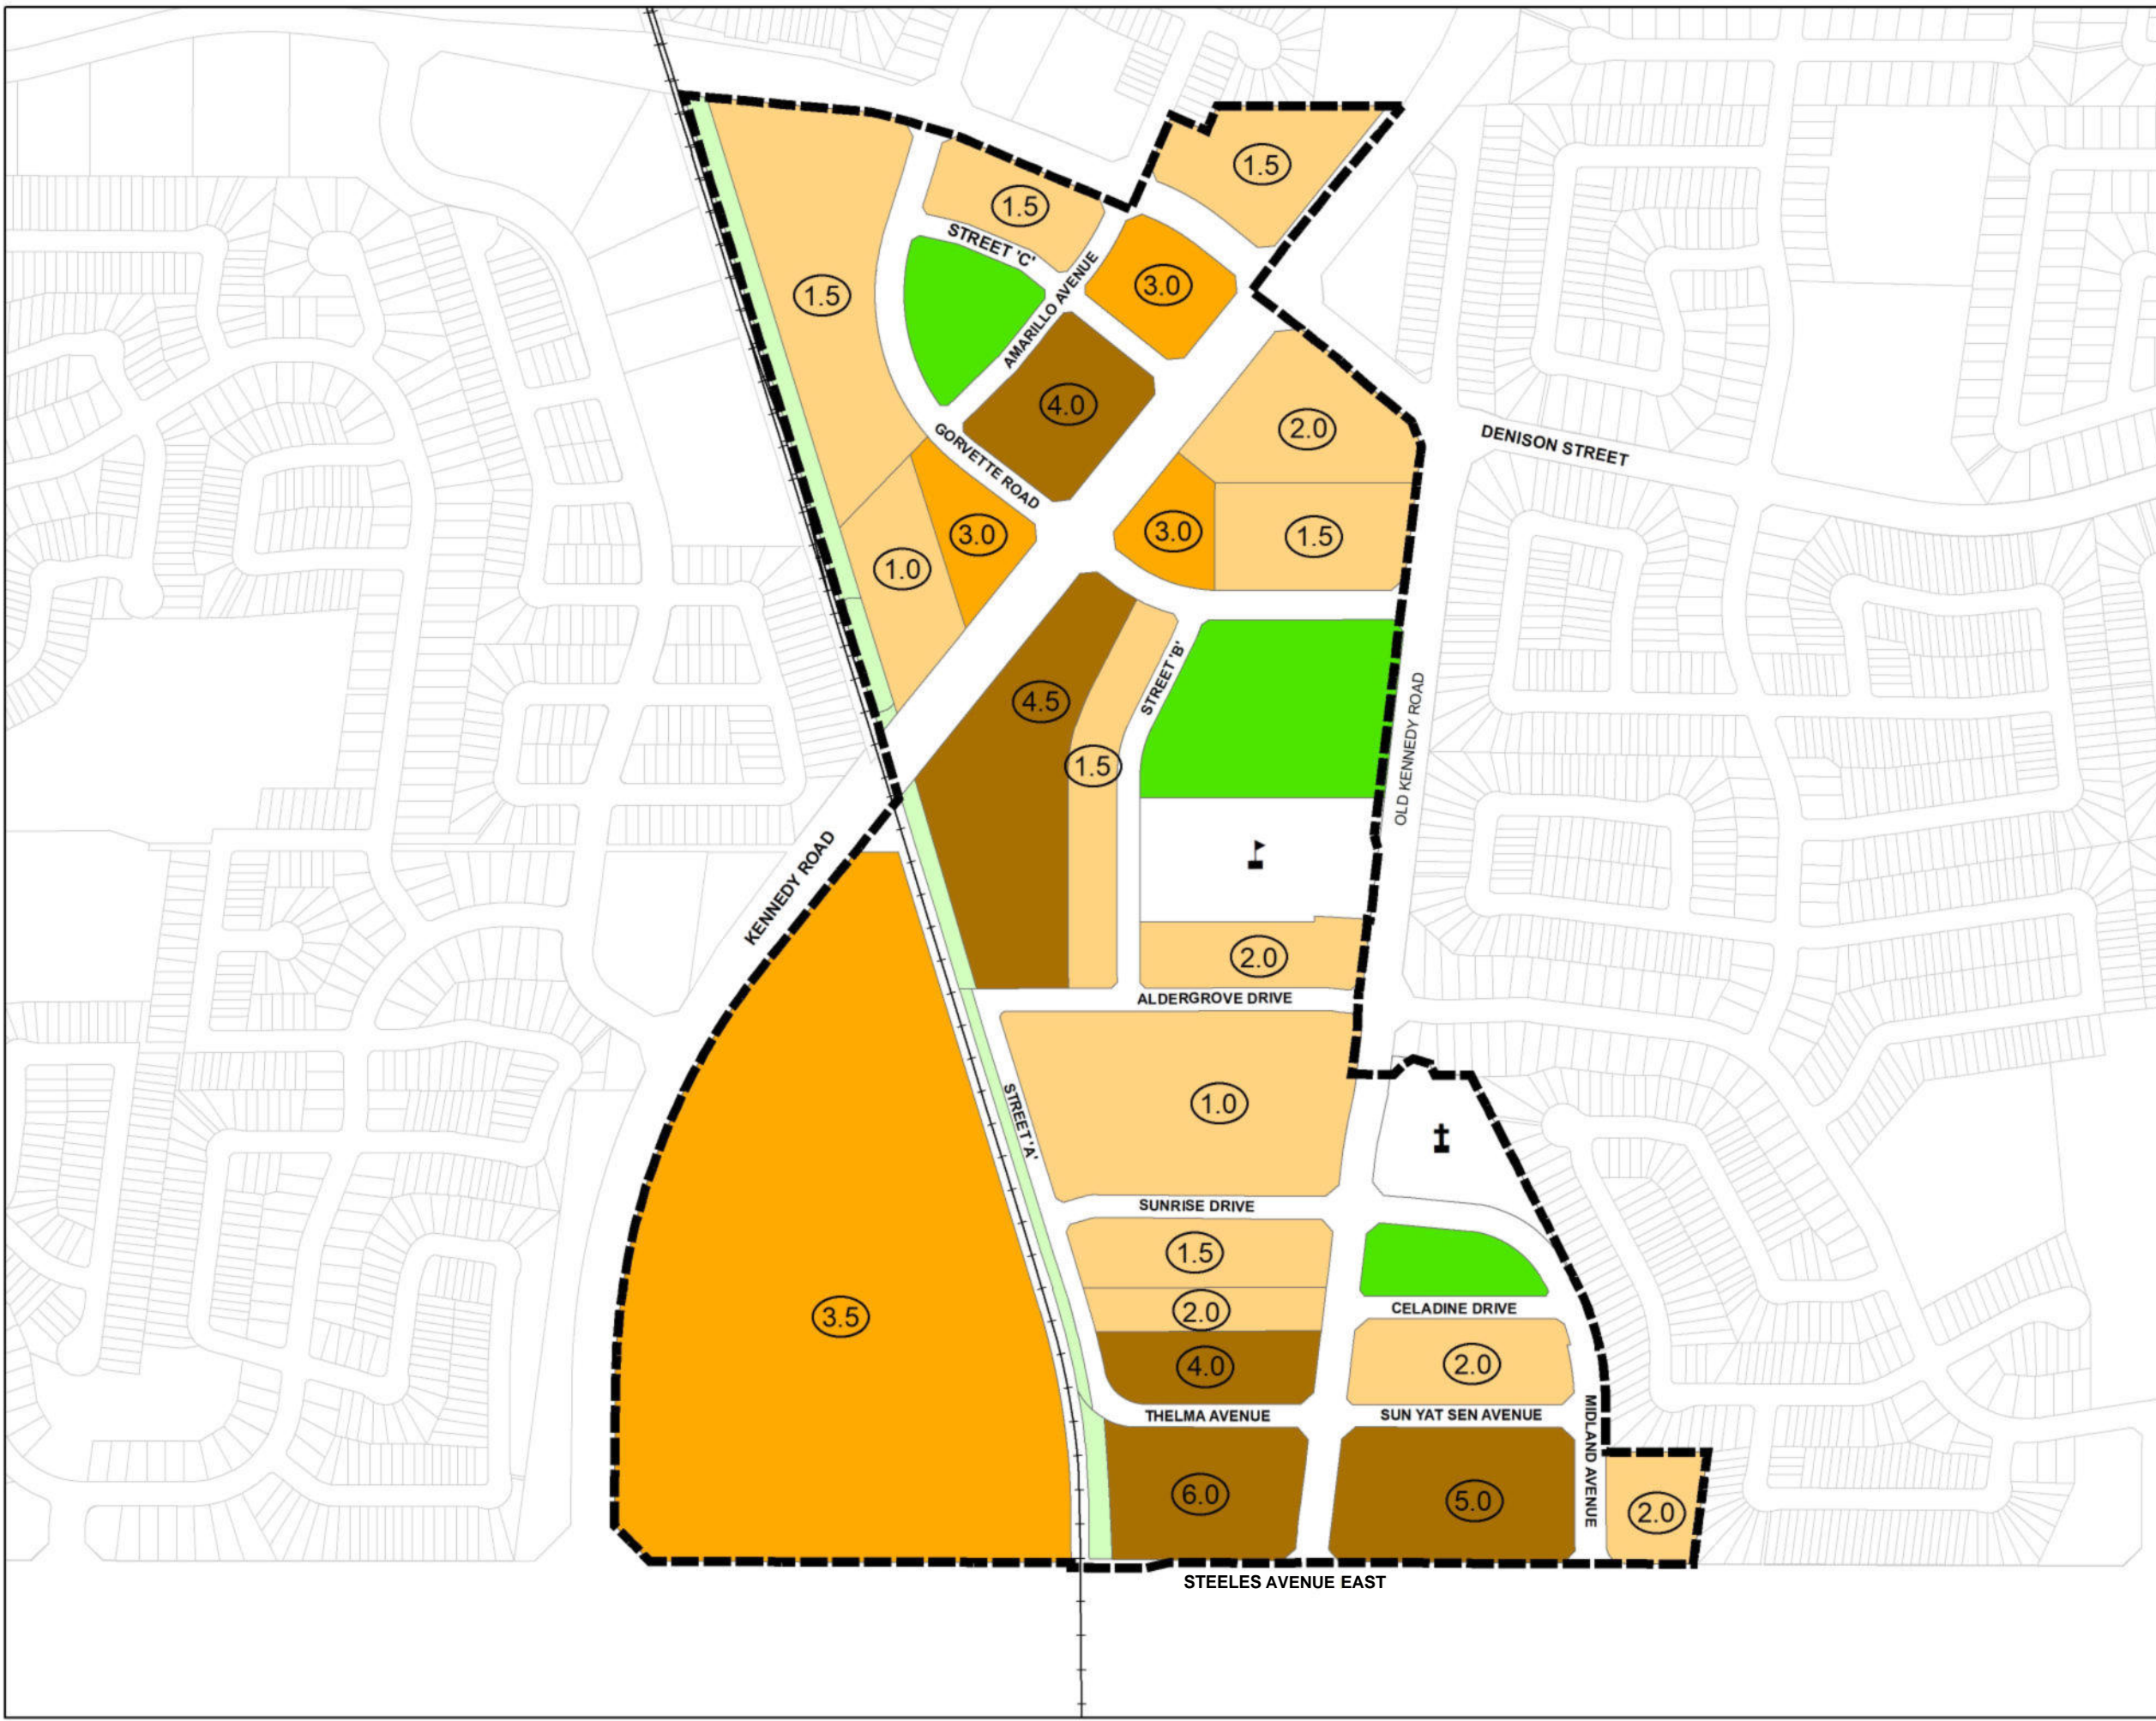 1.5
1.5
STREET 'C'
1.5
3.0
AMARILLO AVENUE
4.0
2.0
DENISON STREET
GORVETTE ROAD
3.0
3.0
1.5
1.0
STREET 'B'
4.5
1.5
OLD KENNEDY ROAD
KENNEDY ROAD
2.0
ALDERGROVE DRIVE
1.0
STREET 'A'
SUNRISE DRIVE
1.5
2.0
CELADINE DRIVE
3.5
4.0
2.0
THELMA AVENUE
SUN YAT SEN AVENUE
MIDLAND AVENUE
6.0
5.0
2.0
STEELES AVENUE EAST